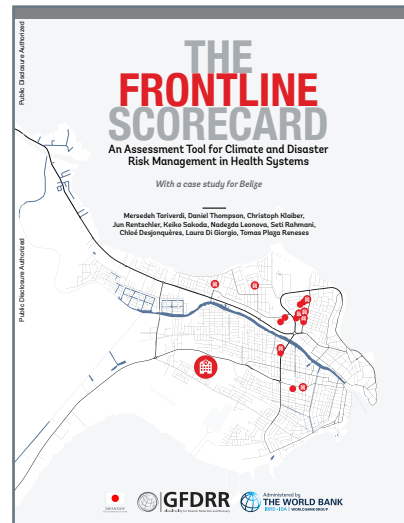 Public Disclosure Authorized
THE
FRONTLINE
SCORECARD
An Assessment Tool for Climate and Disaster
Risk Management in Health Systems
With a case study for Belize
Mersedeh Tariverdi, Daniel Thompson, Christoph Klaiber,
Jun Rentschler, Keiko Sakoda, Nadezda Leonova, Seti Rahmani,
Chloé Desjonquères, Laura Di Giorgio, Tomas Plaza Reneses
Public Disclosure Authorized
GFDRR
Administered by
THE WORLD BANK
IBRD • IDA | WORLD BANK GROUP